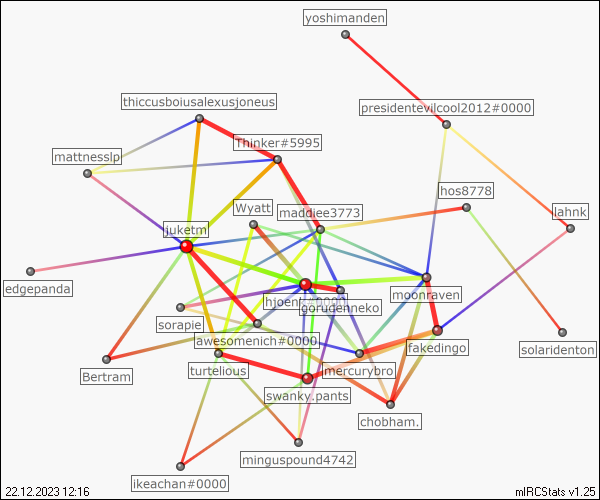 yoshimanden
thiccusboiusalexusjoneus
presidentevilcool2012#0000
Thinker#5995
mattnesslp
hos8778
Wyatt
maddiee3773
lahnk
juketm
edgepanda
moonraven
hjoenk#0000
gorudenneko
sorapie
awesomenich#0000
fakedingo
solaridenton
Bertram
turtelious
mercurybro
swanky.pants
chobham.
minguspound4742
ikeachan#0000
22.12.2023 12:16
mIRCStats v1.25